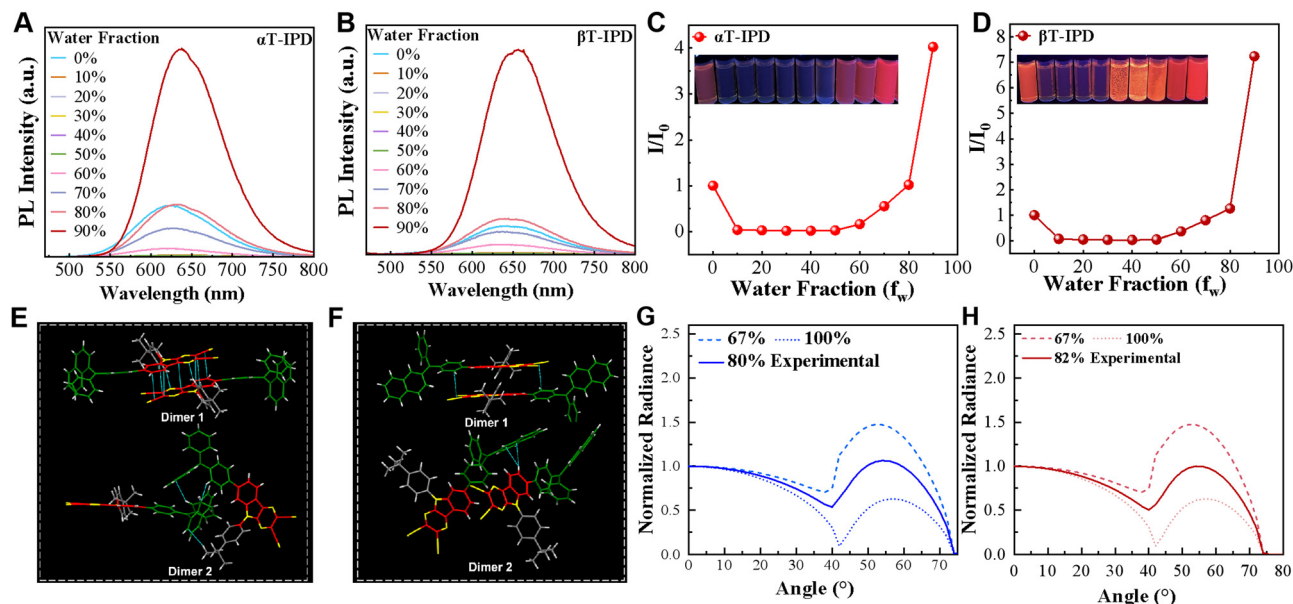 A
Water Fraction
αT-IPD
0%
10%
20%
30%
40%
50%
60%
70%
80%
90%
PL Intensity (a.u.)
500 550 600 650 700 750 800
Wavelength (nm)
B
Water Fraction
βT-IPD
0%
10%
20%
30%
40%
50%
60%
70%
80%
90%
PL Intensity (a.u.)
500 550 600 650 700 750 800
Wavelength (nm)
C
αT-IPD
I/I0
4
3
2
1
0
0 20 40 60 80 100
Water Fraction (fw)
D
βT-IPD
I/I0
8
7
6
5
4
3
2
1
0
0 20 40 60 80 100
Water Fraction (fw)
E
Dimer 1
Dimer 2
F
Dimer 1
Dimer 2
G
67% 100%
80% Experimental
Normalized Radiance
2.5
2.0
1.5
1.0
0.5
0.0
0 10 20 30 40 50 60 70
Angle (°)
H
67% 100%
82% Experimental
Normalized Radiance
2.5
2.0
1.5
1.0
0.5
0.0
0 10 20 30 40 50 60 70 80
Angle (°)